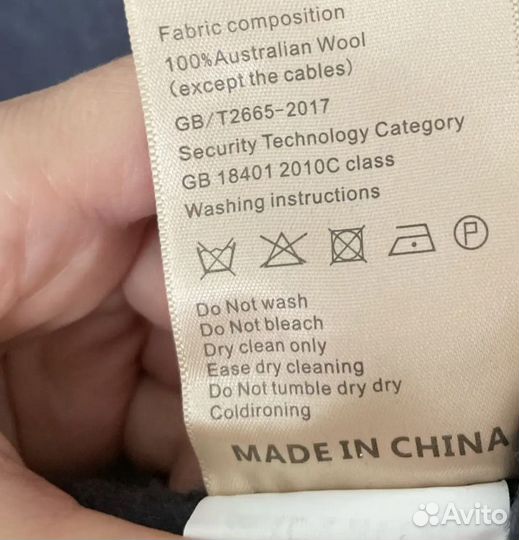 Fabric composition
100%Australian Wool
(except the cables)
GB/T2665-2017
Security Technology Category
GB 18401 2010C class
Washing instructions
P
Do Not wash
Do Not bleach
Dry clean only
Ease dry cleaning
Do Not tumble dry dry
Coldironing
MADE IN CHINA
Avito